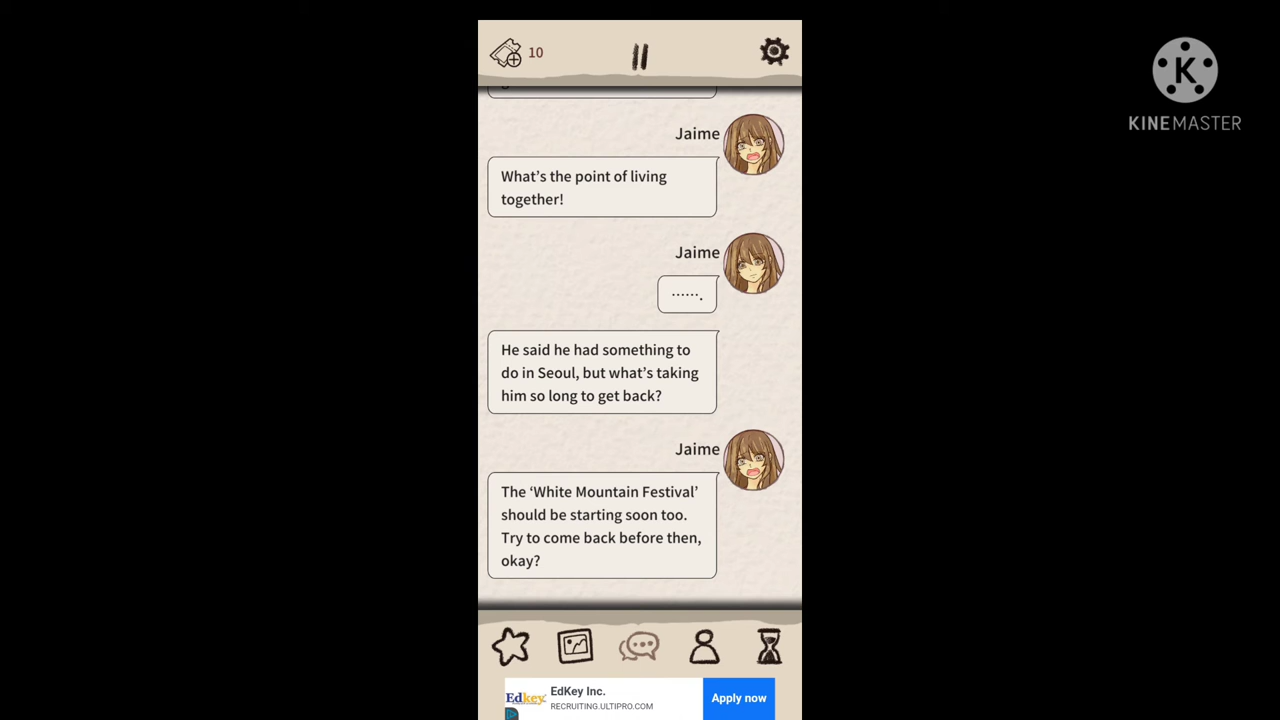 10
KINEMASTER
Jaime
What's the point of living
together!
Jaime
…….
He said he had something to
do in Seoul, but what's taking
him so long to get back?
Jaime
The ‘White Mountain Festival’
should be starting soon too.
Try to come back before then,
okay?
Edkey
EdKey Inc.
RECRUITING.ULTIPRO.COM
Apply now